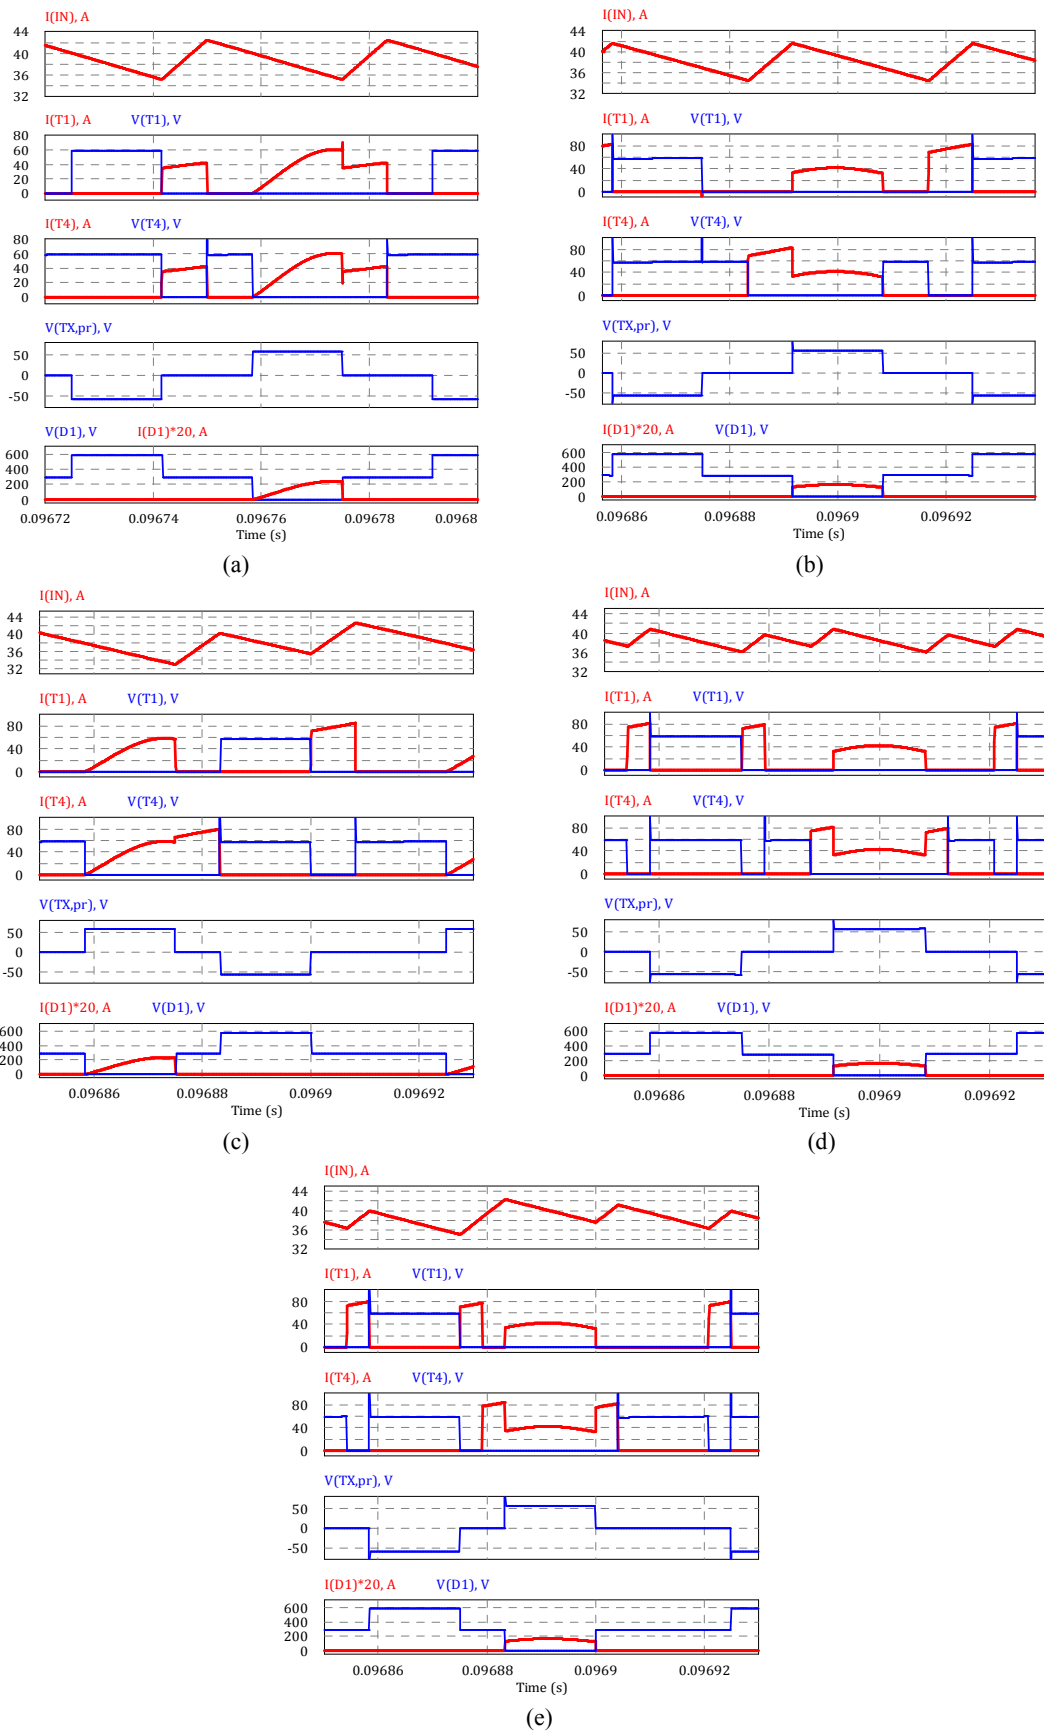 I(IN), A
44
40
36
32
I(T1), A V(T1), V
80
60
40
20
0
I(T4), A V(T4), V
80
60
40
20
0
V(TX,pr), V
50
0
-50
V(D1), V I(D1)*20, A
600
400
200
0
0.09672 0.09674 0.09676 0.09678 0.0968
Time (s)
(a)
I(IN), A
44
40
36
32
I(T1), A V(T1), V
80
40
0
I(T4), A V(T4), V
80
40
0
V(TX,pr), V
50
0
-50
I(D1)*20, A V(D1), V
600
400
200
0
0.09686 0.09688 0.0969 0.09692
Time (s)
(b)
I(IN), A
44
40
36
32
I(T1), A V(T1), V
80
40
0
I(T4), A V(T4), V
80
40
0
V(TX,pr), V
50
0
-50
I(D1)*20, A V(D1), V
600
400
200
0
0.09686 0.09688 0.0969 0.09692
Time (s)
(c)
I(IN), A
44
40
36
32
I(T1), A V(T1), V
80
40
0
I(T4), A V(T4), V
80
40
0
V(TX,pr), V
50
0
-50
I(D1)*20, A V(D1), V
600
400
200
0
0.09686 0.09688 0.0969 0.09692
Time (s)
(d)
I(IN), A
44
40
36
32
I(T1), A V(T1), V
80
40
0
I(T4), A V(T4), V
80
40
0
V(TX,pr), V
50
0
-50
I(D1)*20, A V(D1), V
600
400
200
0
0.09686 0.09688 0.0969 0.09692
Time (s)
(e)